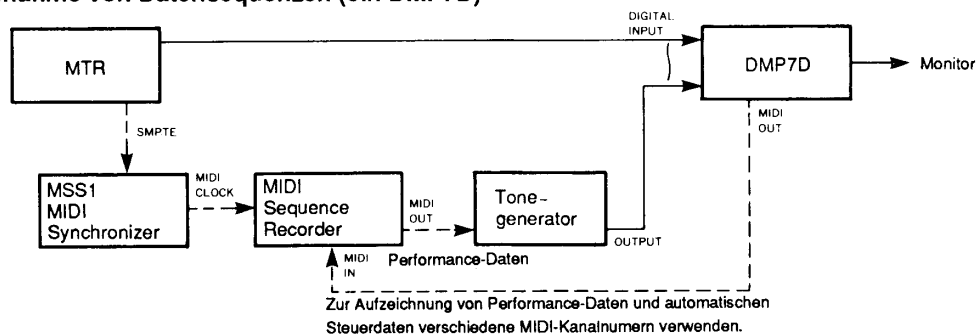 DIGITAL
INPUT
MTR
DMP7D
Monitor
SMPTE
MIDI
OUT
MSS1
MIDI
Synchronizer
MIDI
CLOCK
MIDI
Sequence
Recorder
MIDI
OUT
Tone-
generator
OUTPUT
MIDI
IN
Performance-Daten
Zur Aufzeichnung von Performance-Daten und automatischen
Steuerdaten verschiedene MIDI-Kanalnumern verwenden.